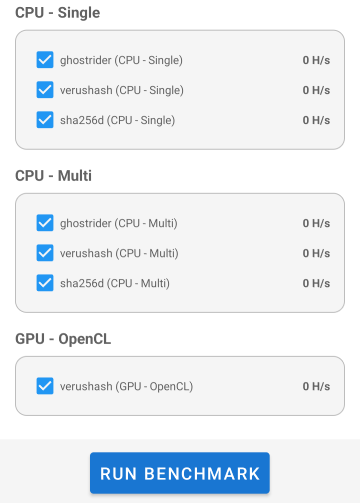 CPU - Single
ghostrider (CPU - Single) 0 H/s
verushash (CPU - Single) 0 H/s
sha256d (CPU - Single) 0 H/s
CPU - Multi
ghostrider (CPU - Multi) 0 H/s
verushash (CPU - Multi) 0 H/s
sha256d (CPU - Multi) 0 H/s
GPU - OpenCL
verushash (GPU - OpenCL) 0 H/s
RUN BENCHMARK